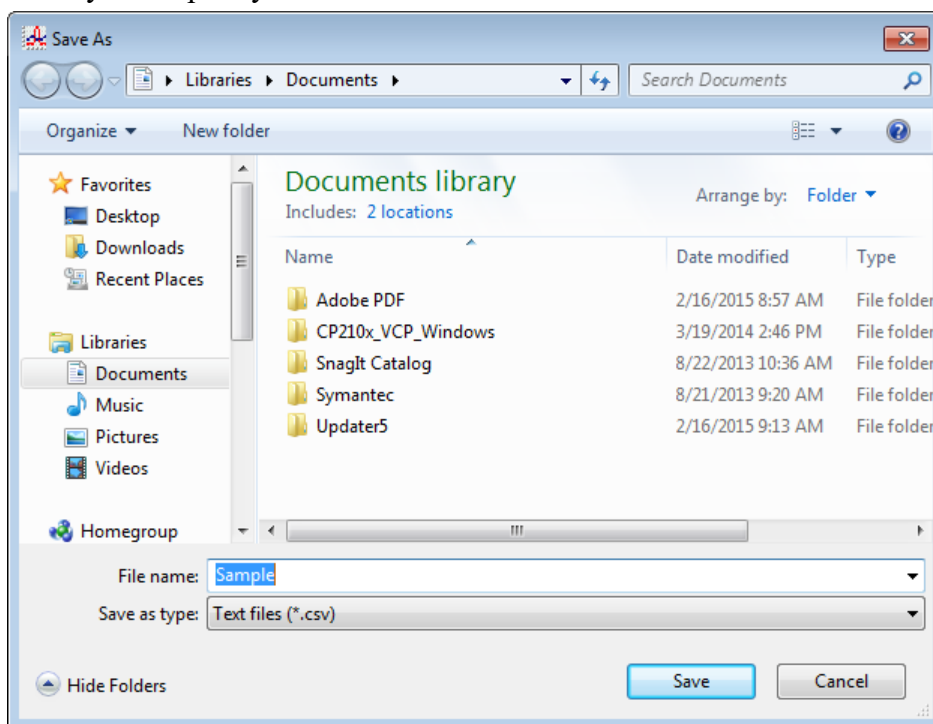 Save As
Libraries Documents
Search Documents
Organize New folder
Favorites
Desktop
Downloads
Recent Places
Libraries
Documents
Music
Pictures
Videos
Homegroup
Documents library
Includes: 2 locations
Arrange by: Folder
Name Date modified Type
Adobe PDF 2/16/2015 8:57 AM File folder
CP210x_VCP_Windows 3/19/2014 2:46 PM File folder
SnagIt Catalog 8/22/2013 10:36 AM File folder
Symantec 8/21/2013 9:20 AM File folder
Updater5 2/16/2015 9:13 AM File folder
File name: Sample
Save as type: Text files (*.csv)
Hide Folders
Save Cancel